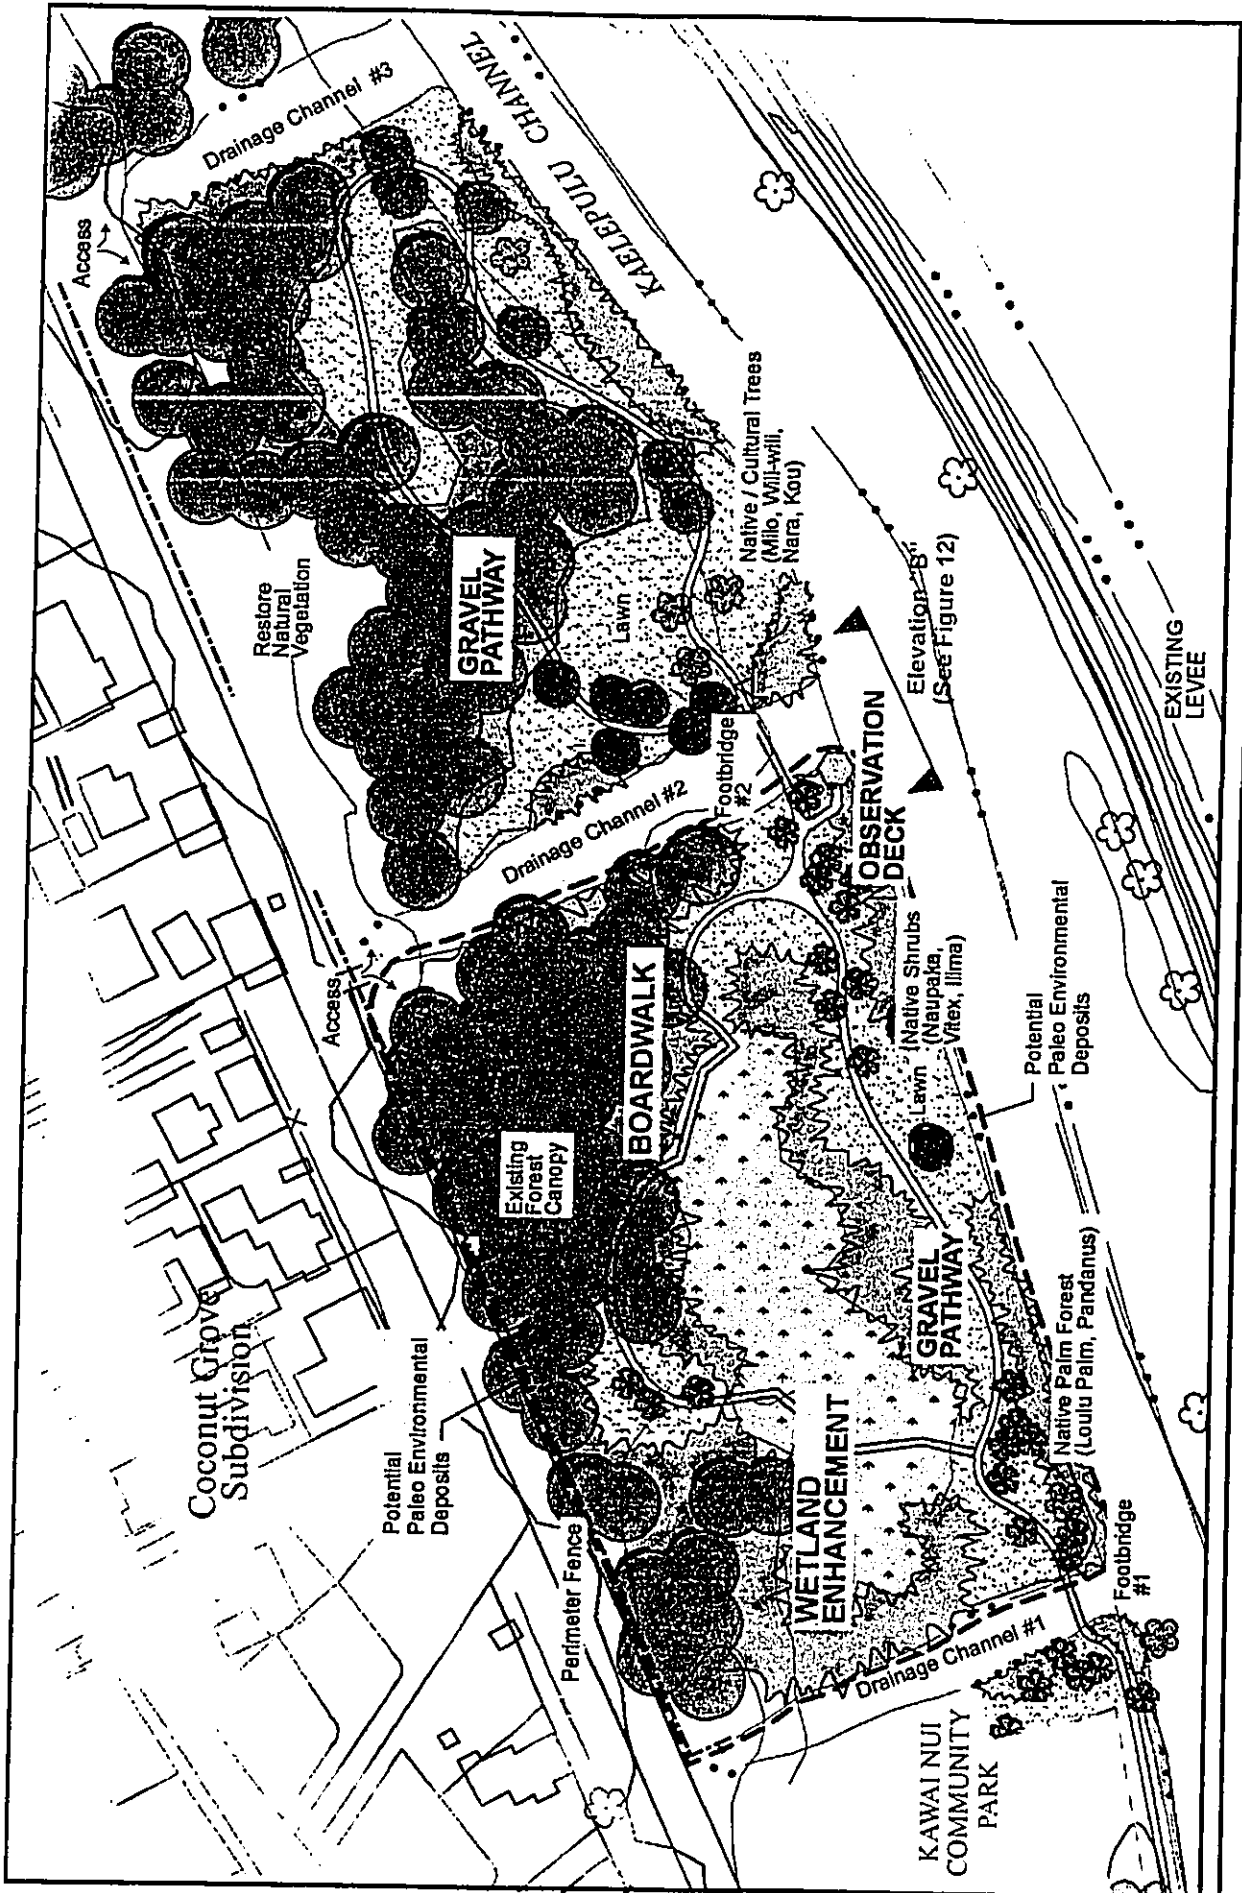 Drainage Channel #3
KAELEPULU CHANNEL
Access
Restore
Natural
Vegetation
GRAVEL
PATHWAY
Lawn
Native / Cultural Trees
(Milo, Will-will,
Nara, Kou)
Elevation "B"
(See Figure 12)
EXISTING
LEVEE
Drainage Channel #2
Footbridge
#2
OBSERVATION
DECK
Access
BOARDWALK
Existing
Forest
Canopy
Lawn
Native Shrubs
(Naupaka,
Vitex, Ilima)
Potential
Paleo Environmental
Deposits
Coconut Grove
Subdivision
Potential
Paleo Environmental
Deposits
GRAVEL
PATHWAY
Native Palm Forest
(Loulu Palm, Pandanus)
Perimeter Fence
WETLAND
ENHANCEMENT
Footbridge
#1
Drainage Channel #1
KAWAI NUI
COMMUNITY
PARK